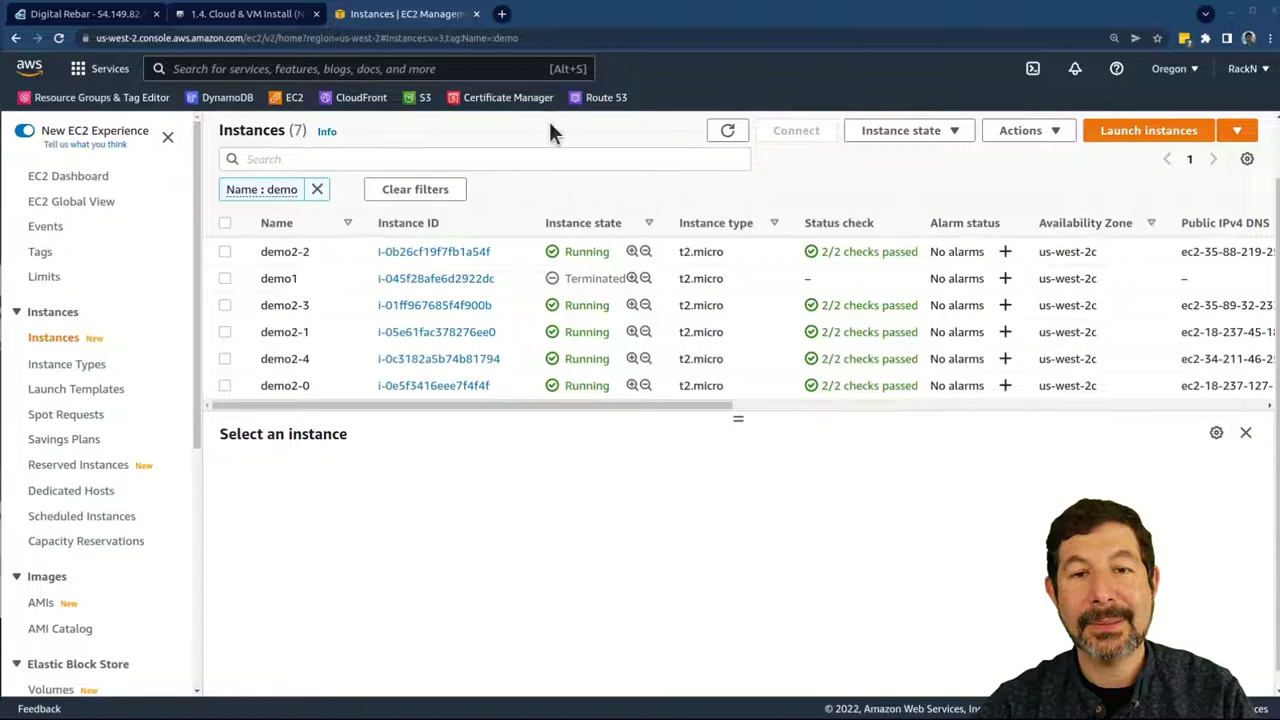 Digital Rebar - 54.149.82. × 1.4. Cloud & VM Install (N × Instances | EC2 Managem × +
us-west-2.console.aws.amazon.com/ec2/v2/home?region=us-west-2#Instances:v=3;tag:Name=:demo
aws Services Search for services, features, blogs, docs, and more [Alt+S] Oregon ▼ RackN ▼
Resource Groups & Tag Editor DynamoDB EC2 CloudFront S3 Certificate Manager Route 53
New EC2 Experience
Tell us what you think
EC2 Dashboard
EC2 Global View
Events
Tags
Limits
Instances
Instances New
Instance Types
Launch Templates
Spot Requests
Savings Plans
Reserved Instances New
Dedicated Hosts
Scheduled Instances
Capacity Reservations
Images
AMIs New
AMI Catalog
Elastic Block Store
Volumes New
Instances (7) Info Connect Instance state ▼ Actions ▼ Launch instances ▼
Search 1
Name : demo Clear filters
Name Instance ID Instance state Instance type Status check Alarm status Availability Zone Public IPv4 DNS
demo2-2 i-0b26cf19f7fb1a54f Running t2.micro 2/2 checks passed No alarms + us-west-2c ec2-35-88-219-
demo1 i-045f28afe6d2922dc Terminated t2.micro – No alarms + us-west-2c –
demo2-3 i-01ff967685f4f900b Running t2.micro 2/2 checks passed No alarms + us-west-2c ec2-35-89-32-23
demo2-1 i-05e61fac378276ee0 Running t2.micro 2/2 checks passed No alarms + us-west-2c ec2-18-237-45-1
demo2-4 i-0c3182a5b74b81794 Running t2.micro 2/2 checks passed No alarms + us-west-2c ec2-34-211-46-2
demo2-0 i-0e5f3416eee7f4f4f Running t2.micro 2/2 checks passed No alarms + us-west-2c ec2-18-237-127-
Select an instance
Feedback © 2022, Amazon Web Services, Inc